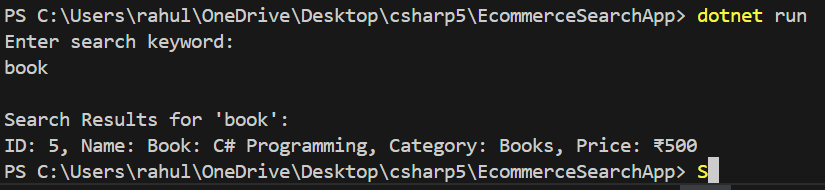 PS C:\Users\rahul\OneDrive\Desktop\csharp5\EcommerceSearchApp> dotnet run
Enter search keyword:
book
Search Results for 'book':
ID: 5, Name: Book: C# Programming, Category: Books, Price: ₹500
PS C:\Users\rahul\OneDrive\Desktop\csharp5\EcommerceSearchApp> S